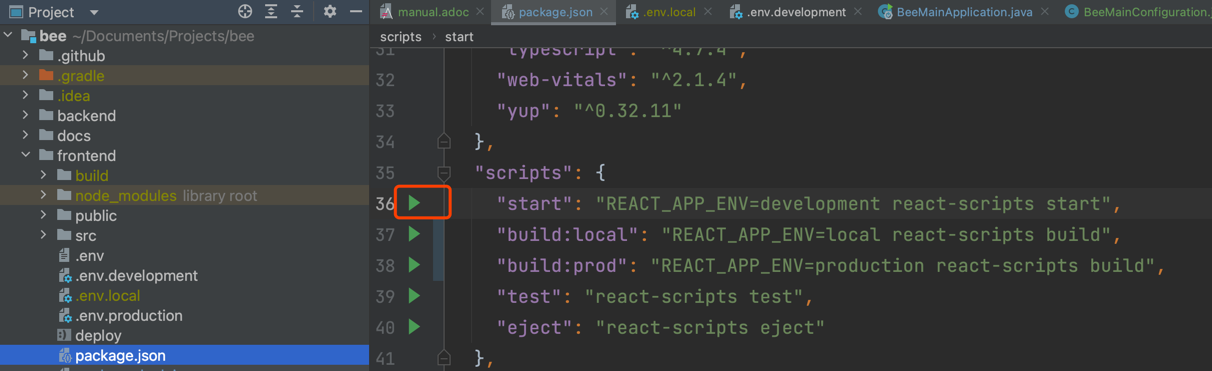 Project
manual.adoc
package.json
.env.local
.env.development
BeeMainApplication.java
BeeMainConfiguration.
bee ~/Documents/Projects/bee
.github
.gradle
.idea
backend
docs
frontend
build
node_modules library root
public
src
.env
.env.development
.env.local
.env.production
deploy
package.json
scripts › start
31 "typescript": "^4.7.4",
32 "web-vitals": "^2.1.4",
33 "yup": "^0.32.11"
34 },
35 "scripts": {
36 "start": "REACT_APP_ENV=development react-scripts start",
37 "build:local": "REACT_APP_ENV=local react-scripts build",
38 "build:prod": "REACT_APP_ENV=production react-scripts build",
39 "test": "react-scripts test",
40 "eject": "react-scripts eject"
41 },